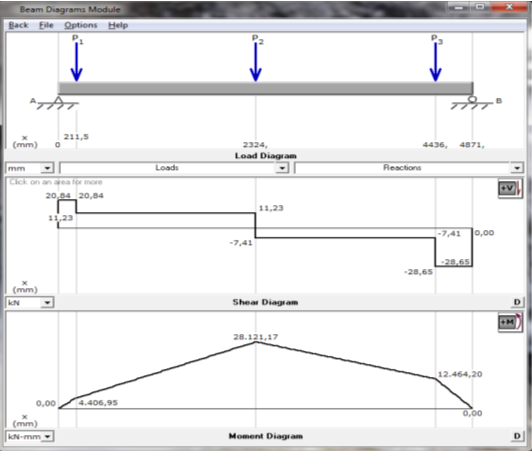 Beam Diagrams Module
Back File Options Help
P1 P2 P3
A B
x
(mm) 0 211,5 2324, 4436, 4871,
Load Diagram
mm Loads Reactions
Click on an area for more
+V
20,84 20,84
11,23 11,23
-7,41 -7,41 0,00
-28,65 -28,65
x
(mm)
kN Shear Diagram D
+M
28.121,17
12.464,20
0,00 4.406,95
0,00
x
(mm)
kN-mm Moment Diagram D